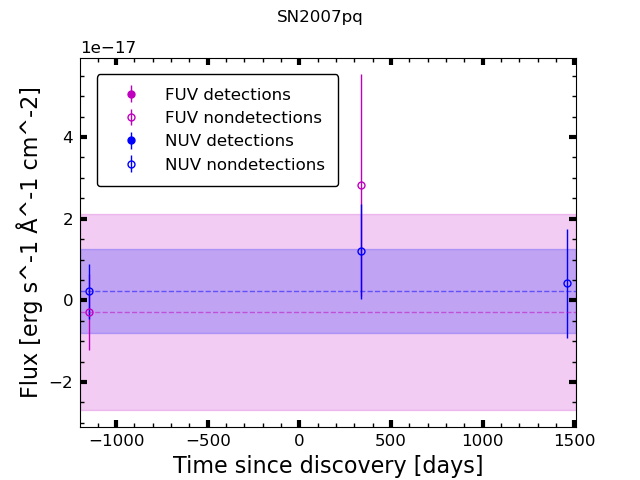 SN2007pq
1e−17
FUV detections
FUV nondetections
NUV detections
NUV nondetections
4
2
0
−2
Flux [erg s^-1 Å^-1 cm^-2]
−1000 −500 0 500 1000 1500
Time since discovery [days]